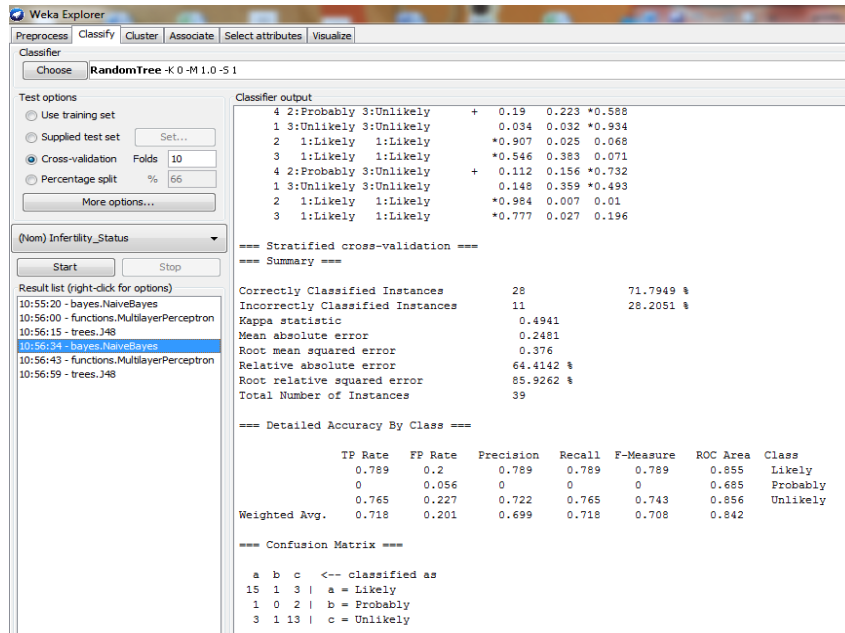 Weka Explorer
Preprocess Classify Cluster Associate Select attributes Visualize
Classifier
Choose RandomTree -K 0 -M 1.0 -S 1
Test options
Use training set
Supplied test set Set...
Cross-validation Folds 10
Percentage split % 66
More options...
(Nom) Infertility_Status
Start Stop
Result list (right-click for options)
10:55:20 - bayes.NaiveBayes
10:56:00 - functions.MultilayerPerceptron
10:56:15 - trees.J48
10:56:34 - bayes.NaiveBayes
10:56:43 - functions.MultilayerPerceptron
10:56:59 - trees.J48
Classifier output
4 2:Probably 3:Unlikely + 0.19 0.223 *0.588
1 3:Unlikely 3:Unlikely 0.034 0.032 *0.934
2 1:Likely 1:Likely *0.907 0.025 0.068
3 1:Likely 1:Likely *0.546 0.383 0.071
4 2:Probably 3:Unlikely + 0.112 0.156 *0.732
1 3:Unlikely 3:Unlikely 0.148 0.359 *0.493
2 1:Likely 1:Likely *0.984 0.007 0.01
3 1:Likely 1:Likely *0.777 0.027 0.196
=== Stratified cross-validation ===
=== Summary ===
Correctly Classified Instances 28 71.7949 %
Incorrectly Classified Instances 11 28.2051 %
Kappa statistic 0.4941
Mean absolute error 0.2481
Root mean squared error 0.376
Relative absolute error 64.4142 %
Root relative squared error 85.9262 %
Total Number of Instances 39
=== Detailed Accuracy By Class ===
TP Rate FP Rate Precision Recall F-Measure ROC Area Class
0.789 0.2 0.789 0.789 0.789 0.855 Likely
0 0.056 0 0 0 0.685 Probably
0.765 0.227 0.722 0.765 0.743 0.856 Unlikely
Weighted Avg. 0.718 0.201 0.699 0.718 0.708 0.842
=== Confusion Matrix ===
a b c <-- classified as
15 1 3 | a = Likely
1 0 2 | b = Probably
3 1 13 | c = Unlikely